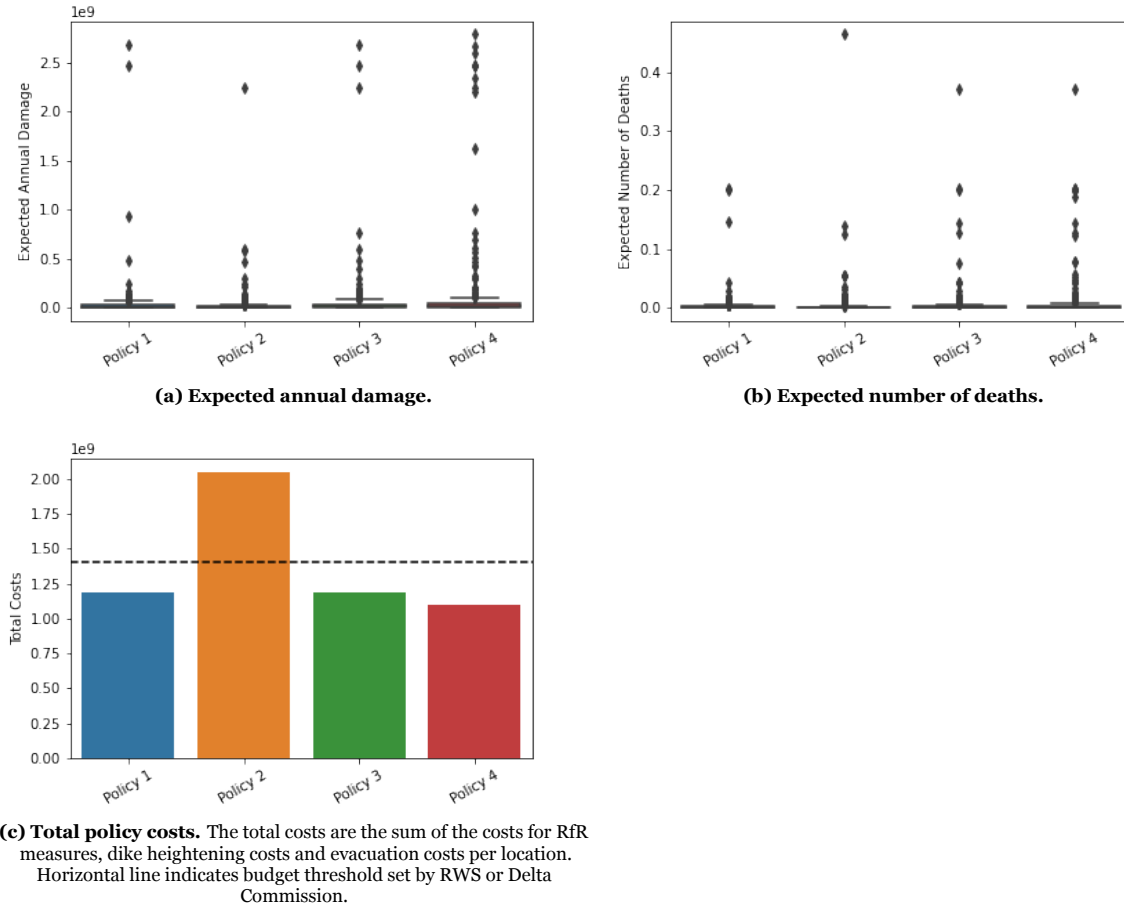 1e9
Expected Annual Damage
2.5
2.0
1.5
1.0
0.5
0.0
Policy 1
Policy 2
Policy 3
Policy 4
(a) Expected annual damage.
Expected Number of Deaths
0.4
0.3
0.2
0.1
0.0
Policy 1
Policy 2
Policy 3
Policy 4
(b) Expected number of deaths.
1e9
Total Costs
2.00
1.75
1.50
1.25
1.00
0.75
0.50
0.25
0.00
Policy 1
Policy 2
Policy 3
Policy 4
(c) Total policy costs. The total costs are the sum of the costs for RfR
measures, dike heightening costs and evacuation costs per location.
Horizontal line indicates budget threshold set by RWS or Delta
Commission.